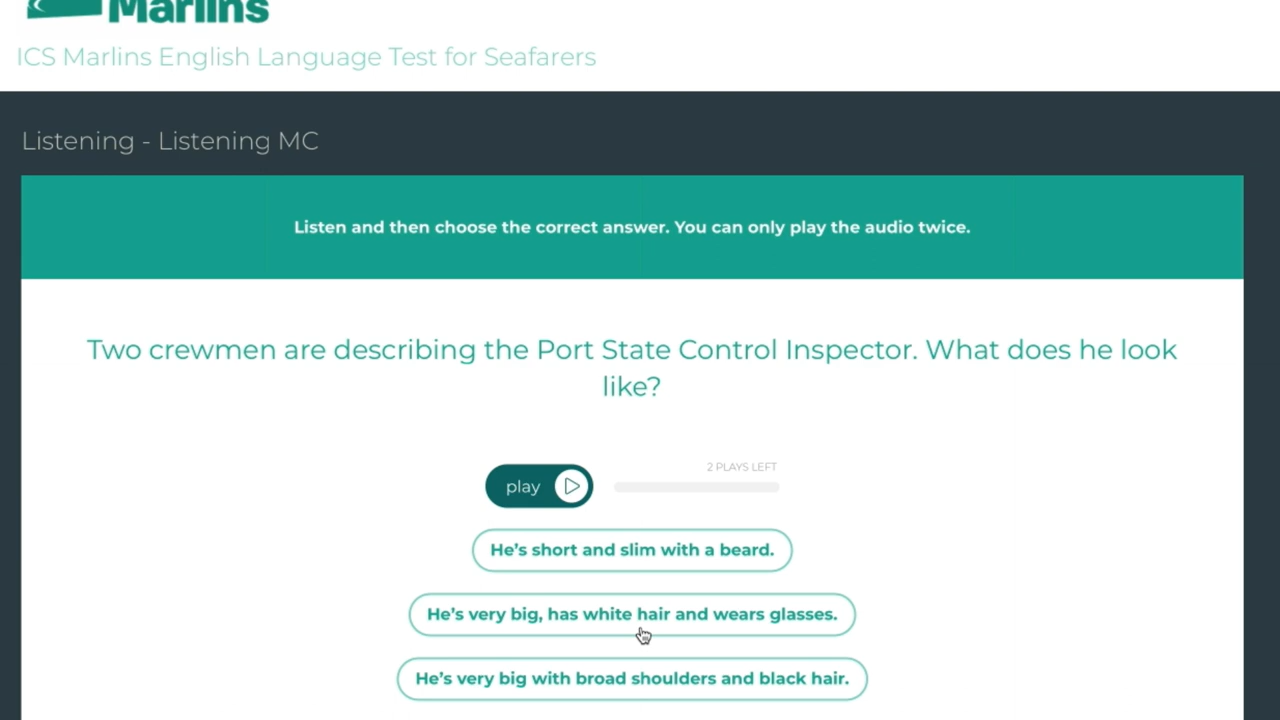 Marlins
ICS Marlins English Language Test for Seafarers
Listening - Listening MC
Listen and then choose the correct answer. You can only play the audio twice.
Two crewmen are describing the Port State Control Inspector. What does he look
like?
2 PLAYS LEFT
play
He's short and slim with a beard.
He's very big, has white hair and wears glasses.
He's very big with broad shoulders and black hair.